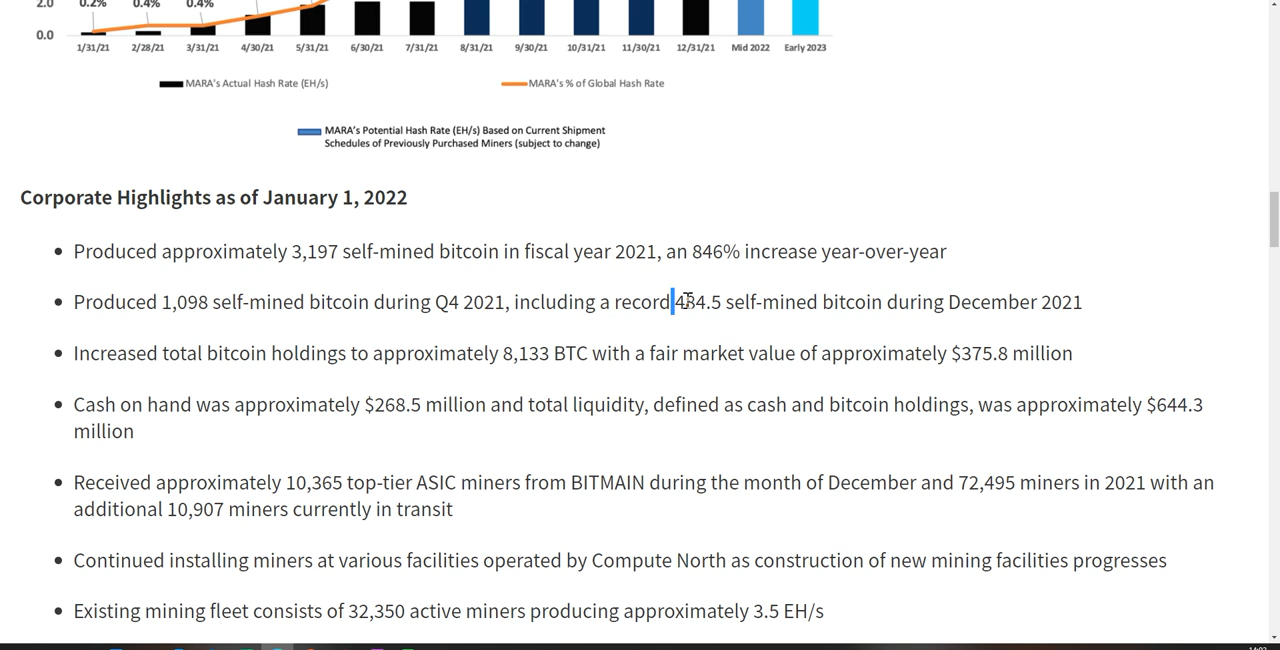 2.0
0.2%
0.4%
0.4%
0.0
1/31/21 2/28/21 3/31/21 4/30/21 5/31/21 6/30/21 7/31/21 8/31/21 9/30/21 10/31/21 11/30/21 12/31/21 Mid 2022 Early 2023
MARA's Actual Hash Rate (EH/s) MARA's % of Global Hash Rate
MARA's Potential Hash Rate (EH/s) Based on Current Shipment
Schedules of Previously Purchased Miners (subject to change)
Corporate Highlights as of January 1, 2022
• Produced approximately 3,197 self-mined bitcoin in fiscal year 2021, an 846% increase year-over-year
• Produced 1,098 self-mined bitcoin during Q4 2021, including a record 484.5 self-mined bitcoin during December 2021
• Increased total bitcoin holdings to approximately 8,133 BTC with a fair market value of approximately $375.8 million
• Cash on hand was approximately $268.5 million and total liquidity, defined as cash and bitcoin holdings, was approximately $644.3
million
• Received approximately 10,365 top-tier ASIC miners from BITMAIN during the month of December and 72,495 miners in 2021 with an
additional 10,907 miners currently in transit
• Continued installing miners at various facilities operated by Compute North as construction of new mining facilities progresses
• Existing mining fleet consists of 32,350 active miners producing approximately 3.5 EH/s